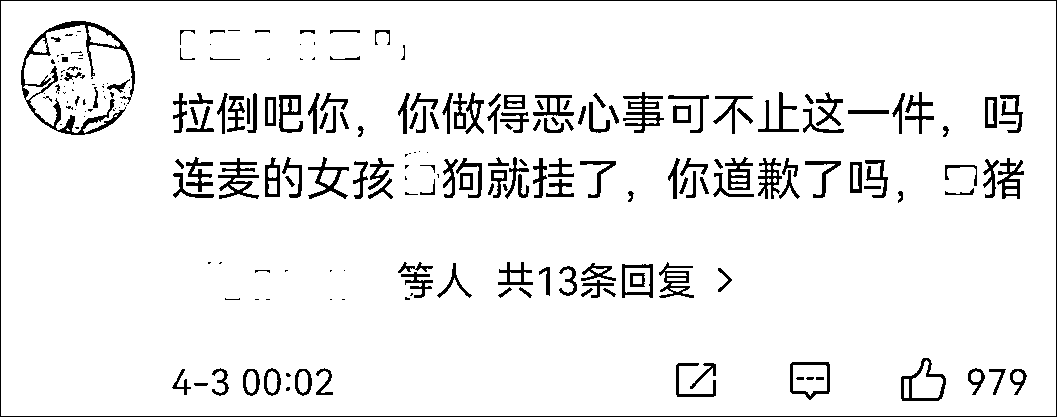 拉倒吧你，你做得恶心事可不止这一件，吗
连麦的女孩狗就挂了，你道歉了吗，猪
等人 共13条回复 >
4-3 00:02
979